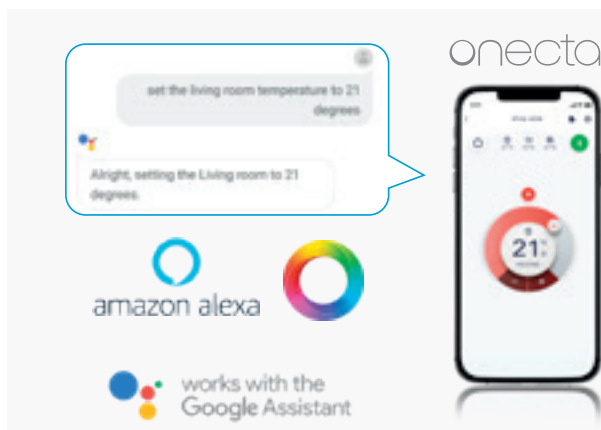 onecta
set the living room temperature to 21
degrees
Alright, setting the Living room to 21
degrees.
21
amazon alexa
works with the
Google Assistant